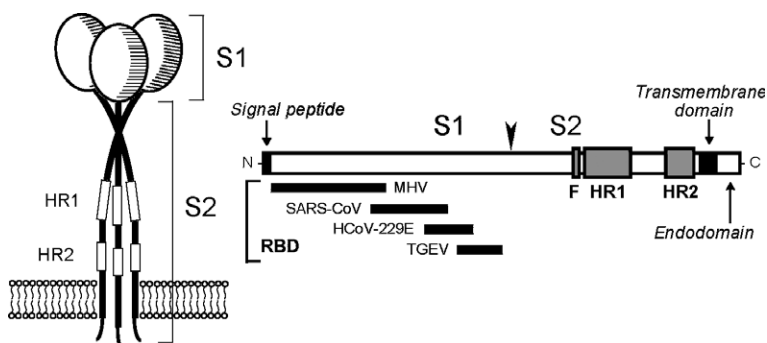 S1
HR1
S2
HR2
Signal peptide
Transmembrane
domain
S1
S2
N
C
F
HR1
HR2
MHV
SARS-CoV
HCoV-229E
TGEV
RBD
Endodomain